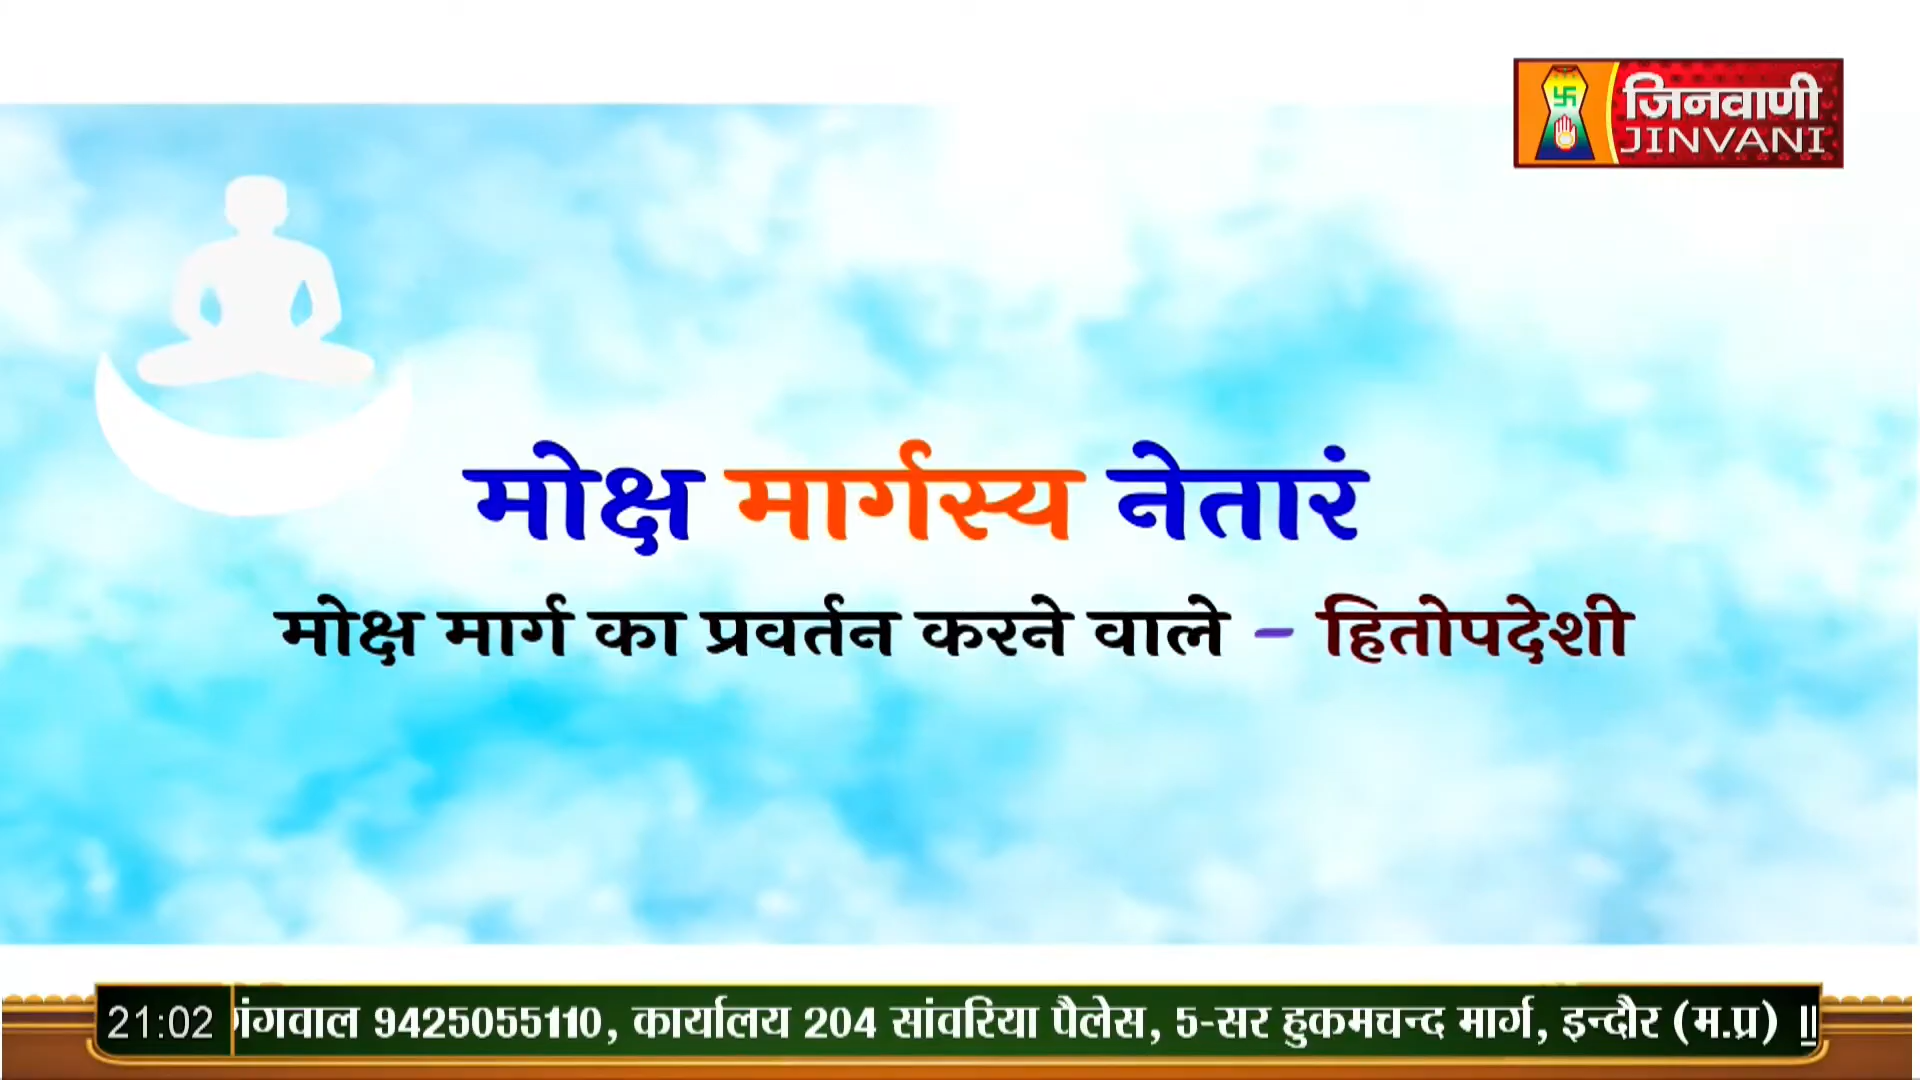 जिनवाणी
JINVANI
मोक्ष मार्गस्य नेतारं
मोक्ष मार्ग का प्रवर्तन करने वाले - हितोपदेशी
21:02 गंगवाल 9425055110, कार्यालय 204 सांवरिया पैलेस, 5-सर हुकमचन्द मार्ग, इन्दौर (म.प्र) ||